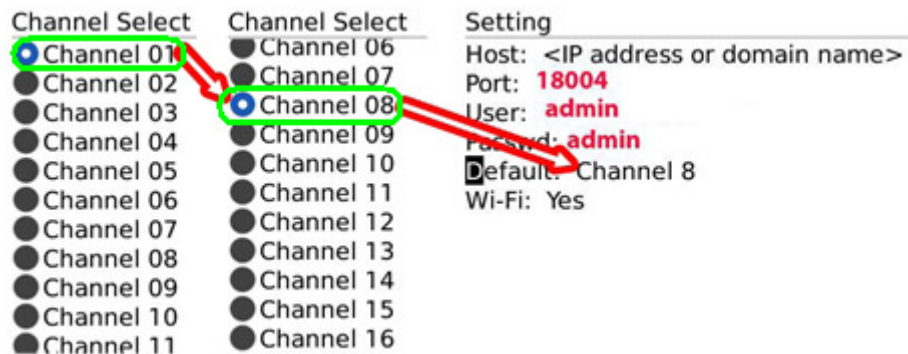 Channel Select
Channel 01
Channel 02
Channel 03
Channel 04
Channel 05
Channel 06
Channel 07
Channel 08
Channel 09
Channel 10
Channel 11
Channel Select
Channel 06
Channel 07
Channel 08
Channel 09
Channel 10
Channel 11
Channel 12
Channel 13
Channel 14
Channel 15
Channel 16
Setting
Host: <IP address or domain name>
Port: 18004
User: admin
Passwd: admin
Default: Channel 8
Wi-Fi: Yes